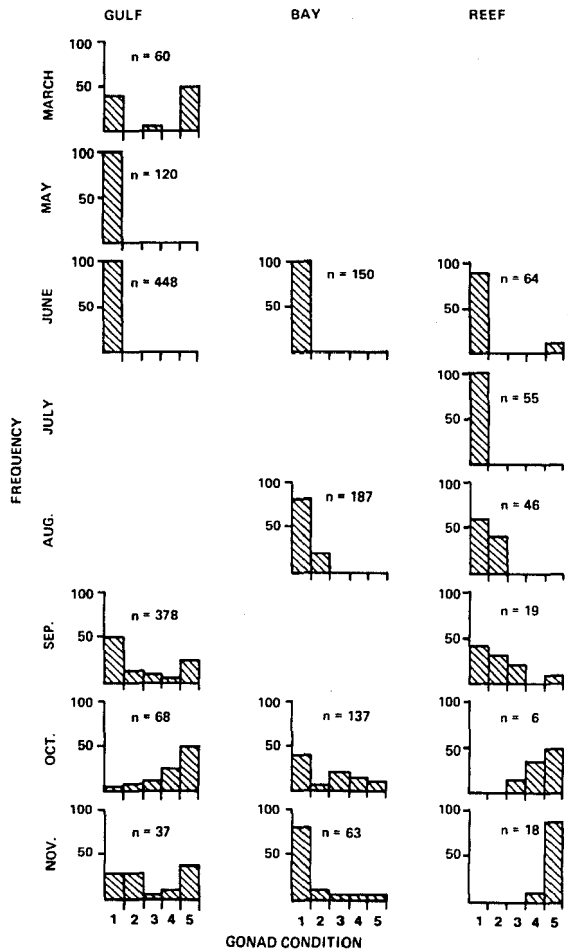 GULF BAY REEF
MARCH
100
50
n = 60
MAY
100
50
n = 120
JUNE
100
50
n = 448
100
50
n = 150
100
50
n = 64
FREQUENCY
JULY
100
50
n = 55
AUG.
100
50
n = 187
100
50
n = 46
SEP.
100
50
n = 378
100
50
n = 19
OCT.
100
50
n = 68
100
50
n = 137
100
50
n = 6
NOV.
100
50
n = 37
100
50
n = 63
100
50
n = 18
1 2 3 4 5 1 2 3 4 5 1 2 3 4 5
GONAD CONDITION